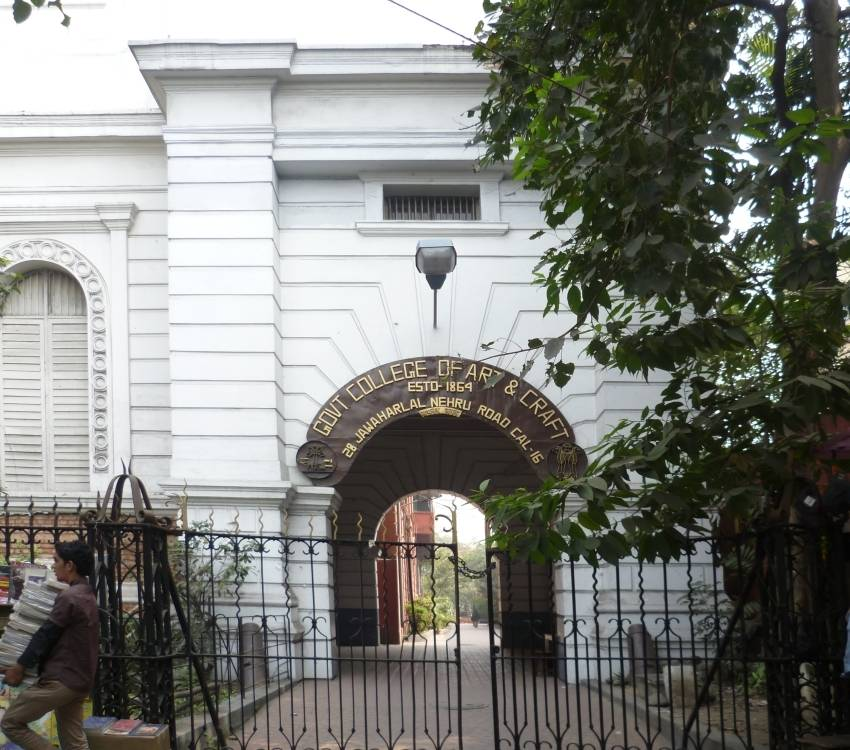 GOVT COLLEGE OF ART & CRAFT
ESTD-1864
28 JAWAHARLAL NEHRU ROAD CAL-16